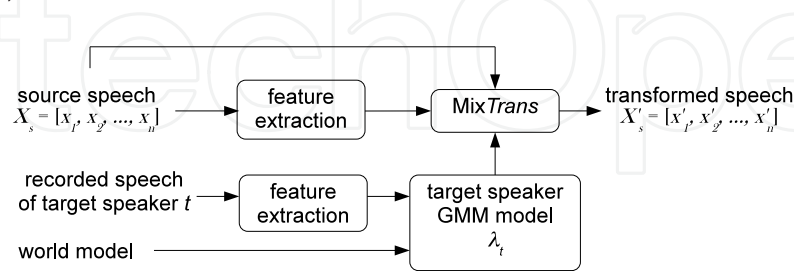 source speech
X_s = [x_1, x_2, ..., x_n]
feature
extraction
MixTrans
transformed speech
X'_s = [x'_1, x'_2, ..., x'_n]
recorded speech
of target speaker t
feature
extraction
target speaker
GMM model
λ_t
world model